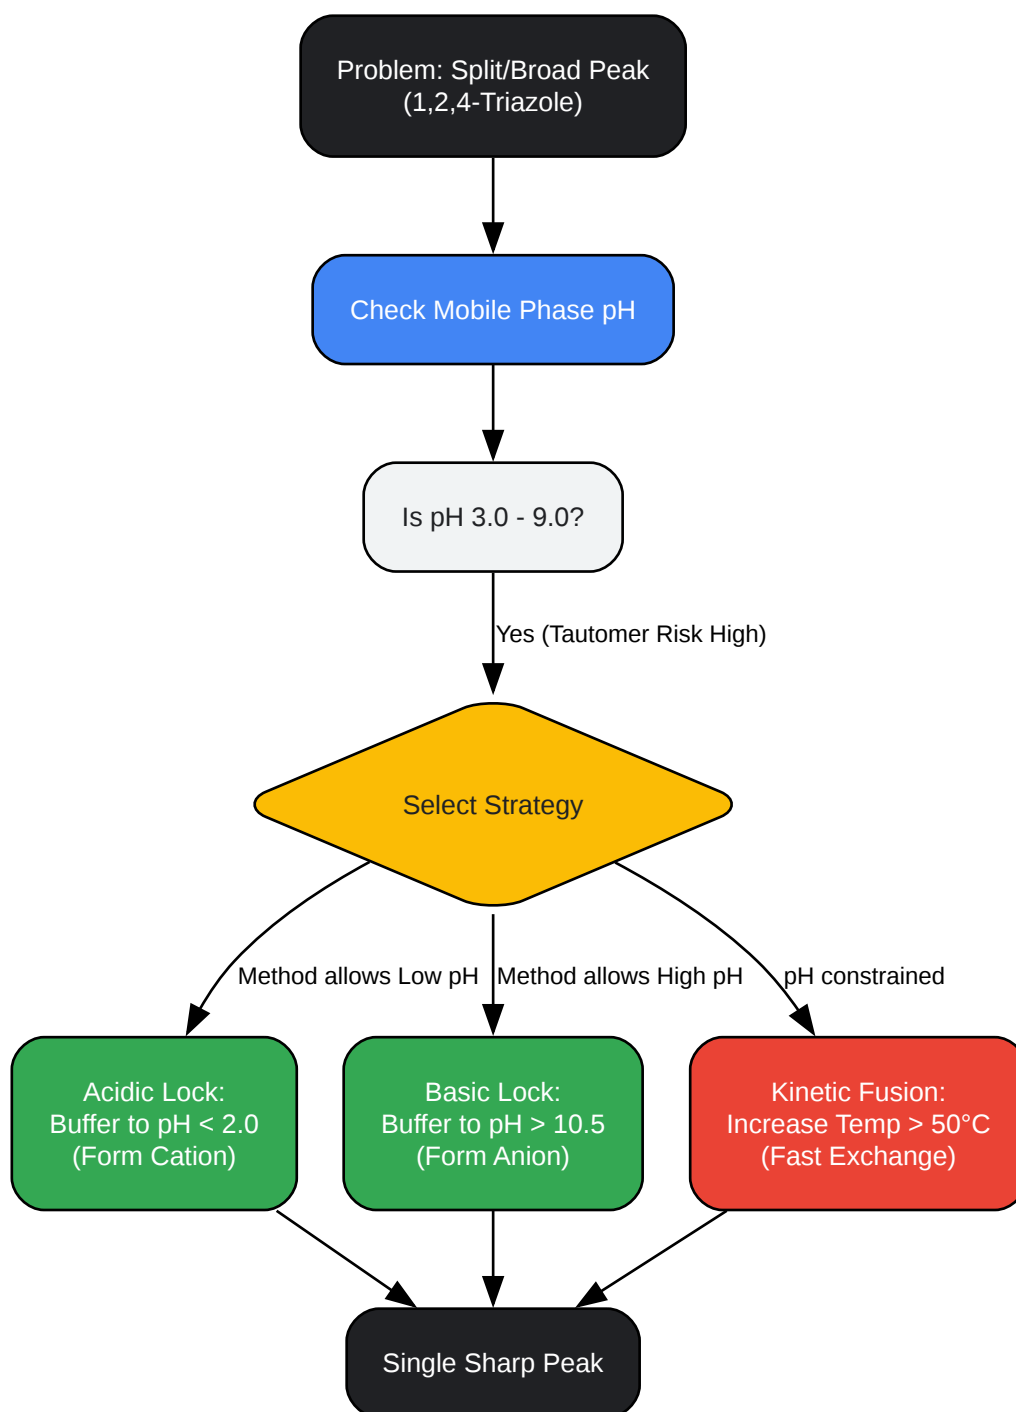 Problem: Split/Broad Peak
(1,2,4-Triazole)
Check Mobile Phase pH
Is pH 3.0 - 9.0?
Yes (Tautomer Risk High)
Select Strategy
Method allows Low pH
Method allows High pH
pH constrained
Acidic Lock:
Buffer to pH < 2.0
(Form Cation)
Basic Lock:
Buffer to pH > 10.5
(Form Anion)
Kinetic Fusion:
Increase Temp > 50°C
(Fast Exchange)
Single Sharp Peak